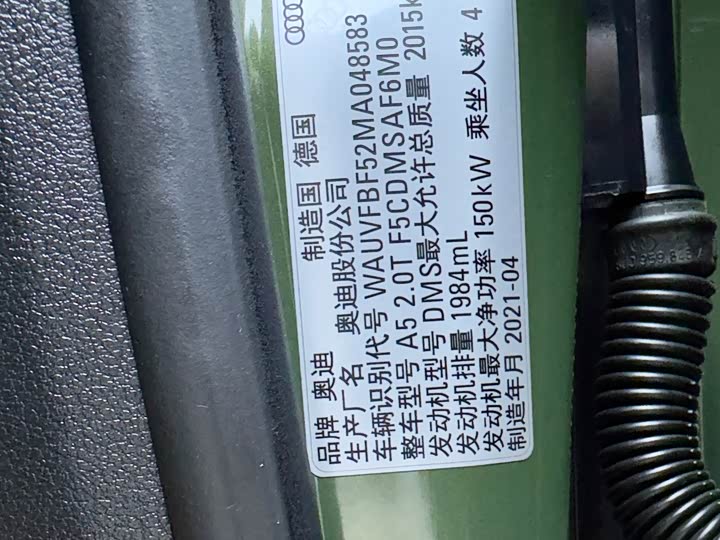 品牌 奥迪 制造国 德国
生产厂名 奥迪股份公司
车辆识别代号 WAUVFBF52MA048583
整车型号 A5 2.0T F5CDMSAF6M0
发动机型号 DMS最大允许总质量 2015k
发动机排量 1984mL
发动机最大净功率 150kW 乘坐人数 4
制造年月 2021-04